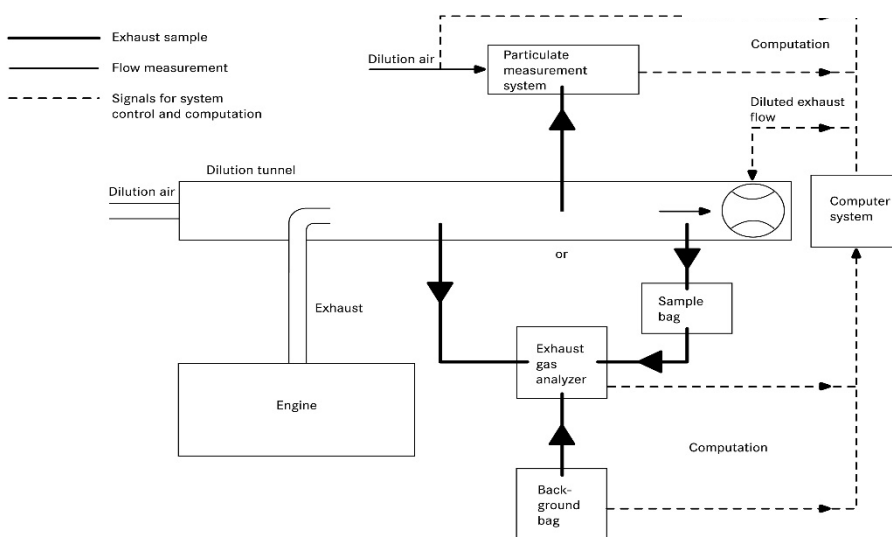 Exhaust sample
Flow measurement
Signals for system
control and computation
Dilution air
Particulate
measurement
system
Computation
Diluted exhaust
flow
Dilution tunnel
Dilution air
Computer
system
or
Exhaust
Sample
bag
Exhaust
gas
analyzer
Engine
Computation
Back-
ground
bag